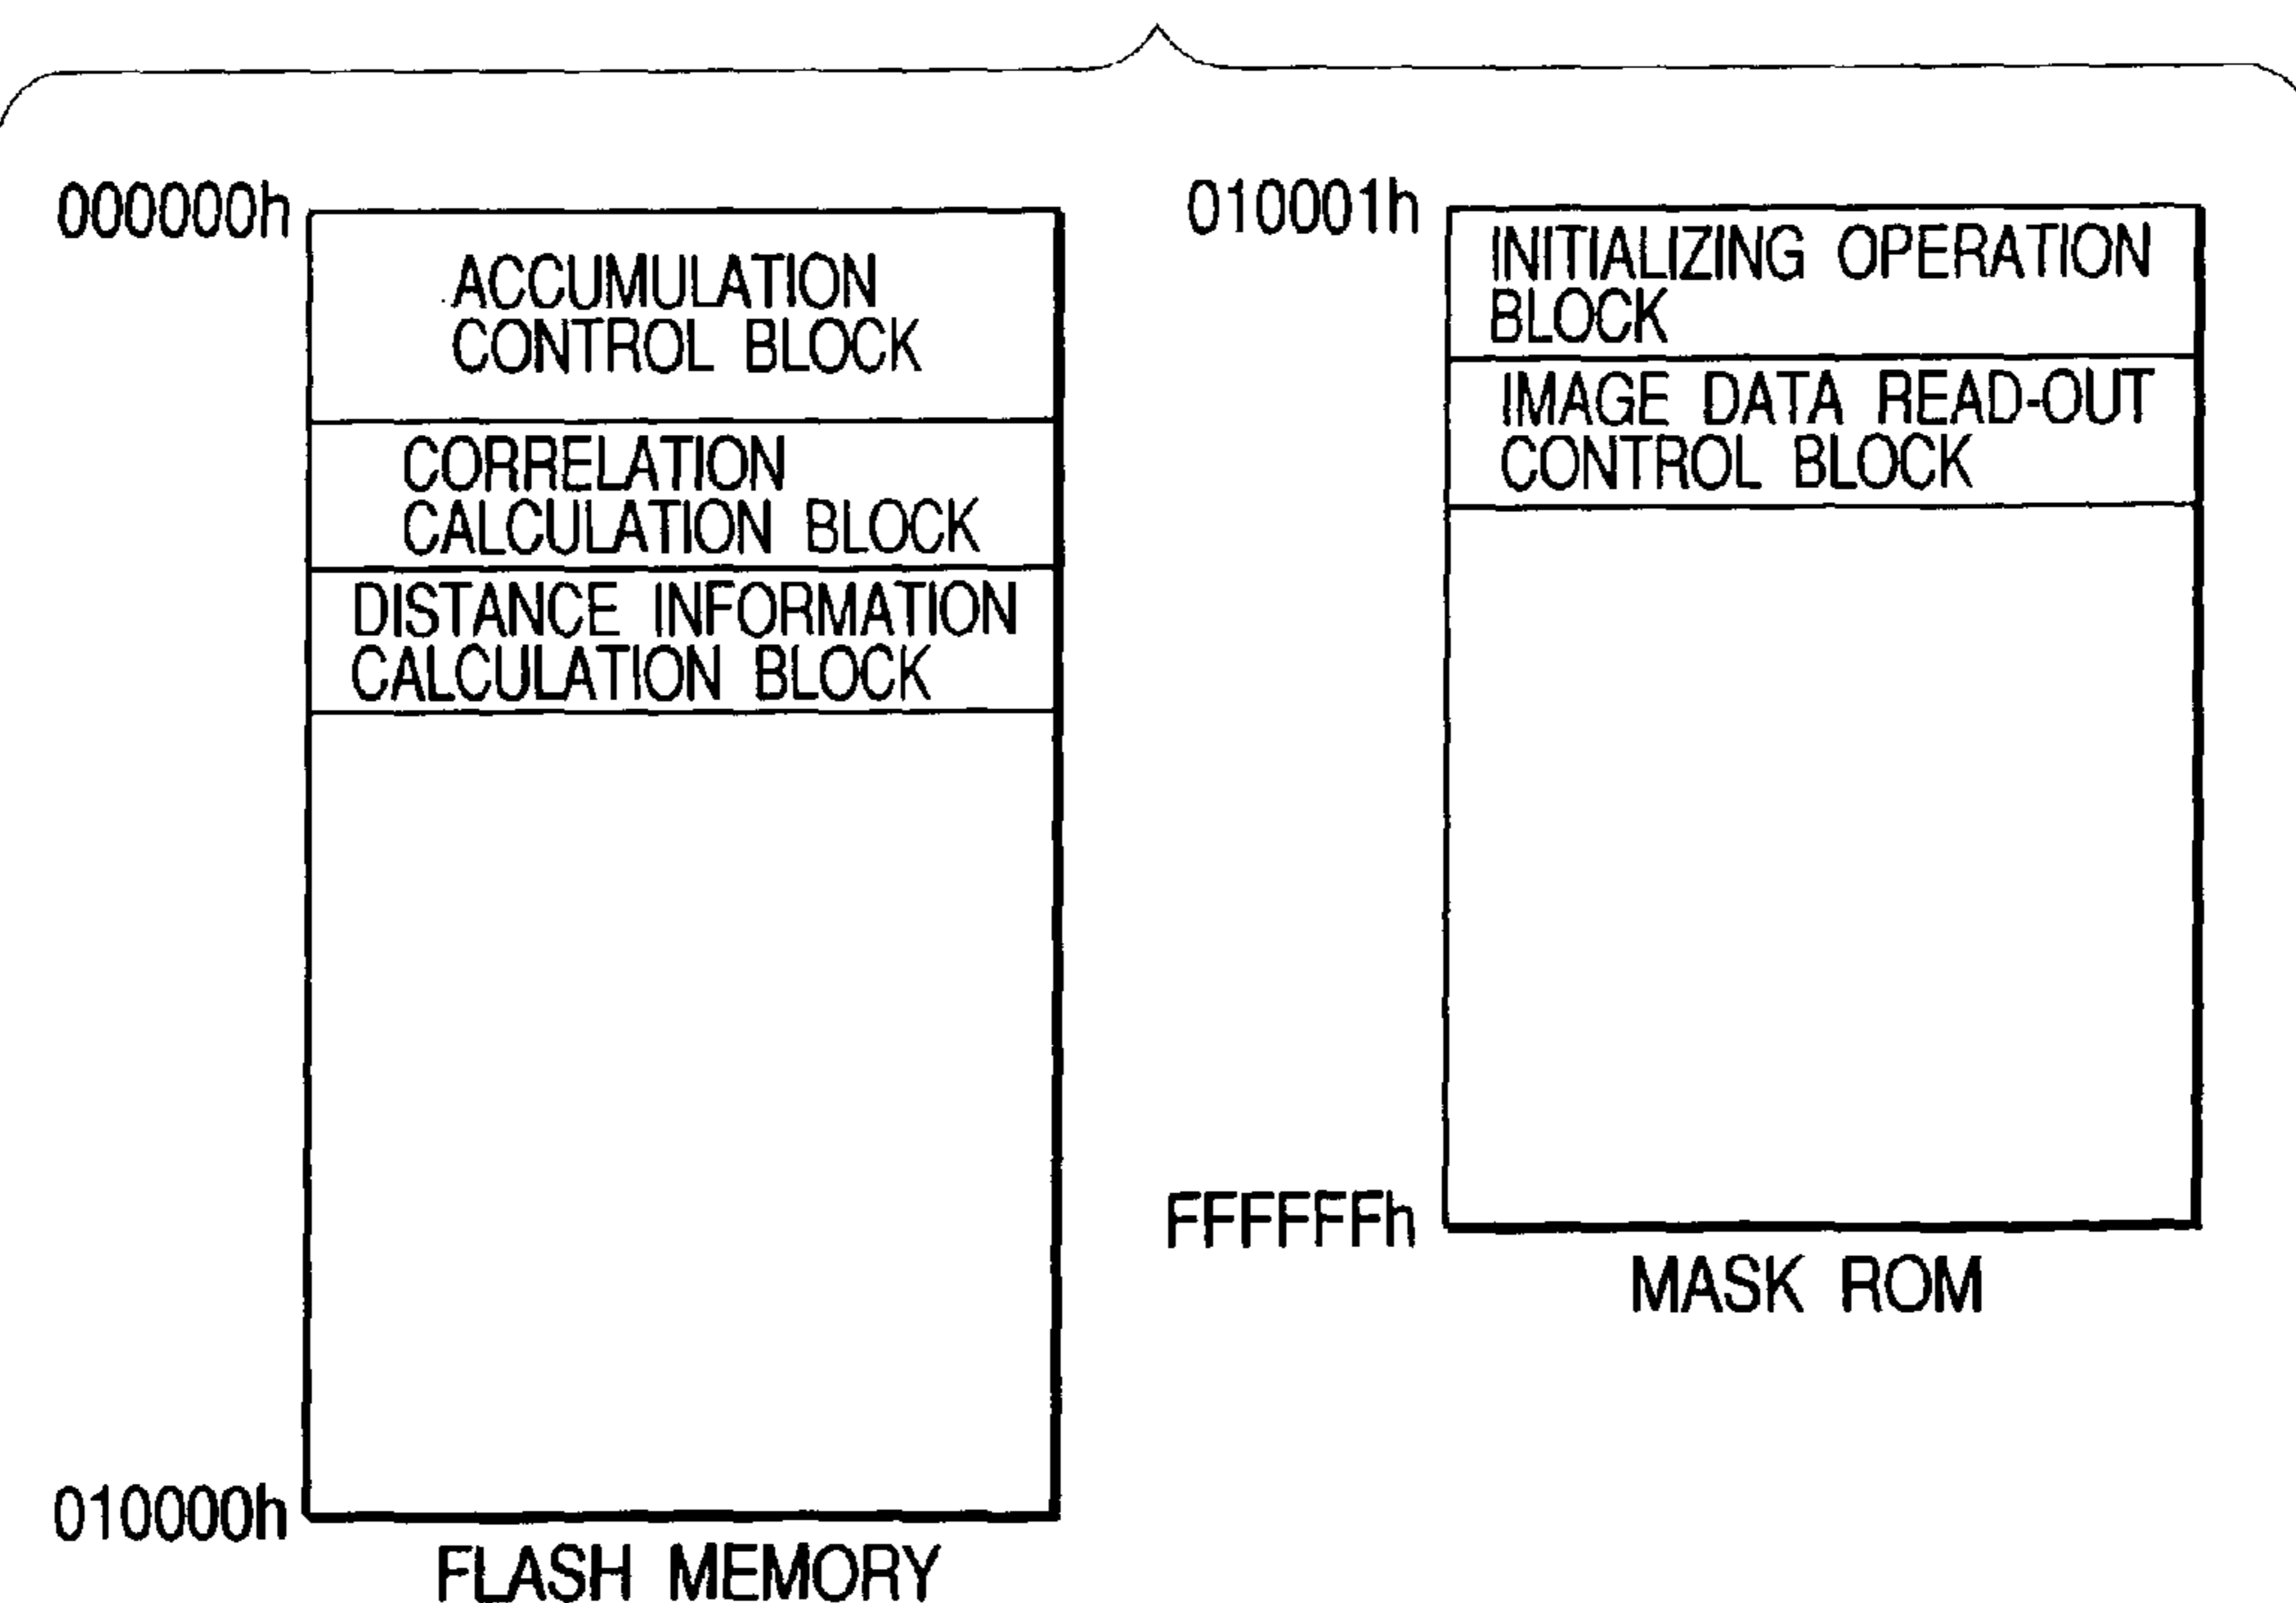 000000h
ACCUMULATION
CONTROL BLOCK
CORRELATION
CALCULATION BLOCK
DISTANCE INFORMATION
CALCULATION BLOCK
010000h
FLASH MEMORY
010001h
INITIALIZING OPERATION
BLOCK
IMAGE DATA READ-OUT
CONTROL BLOCK
FFFFFFh
MASK ROM